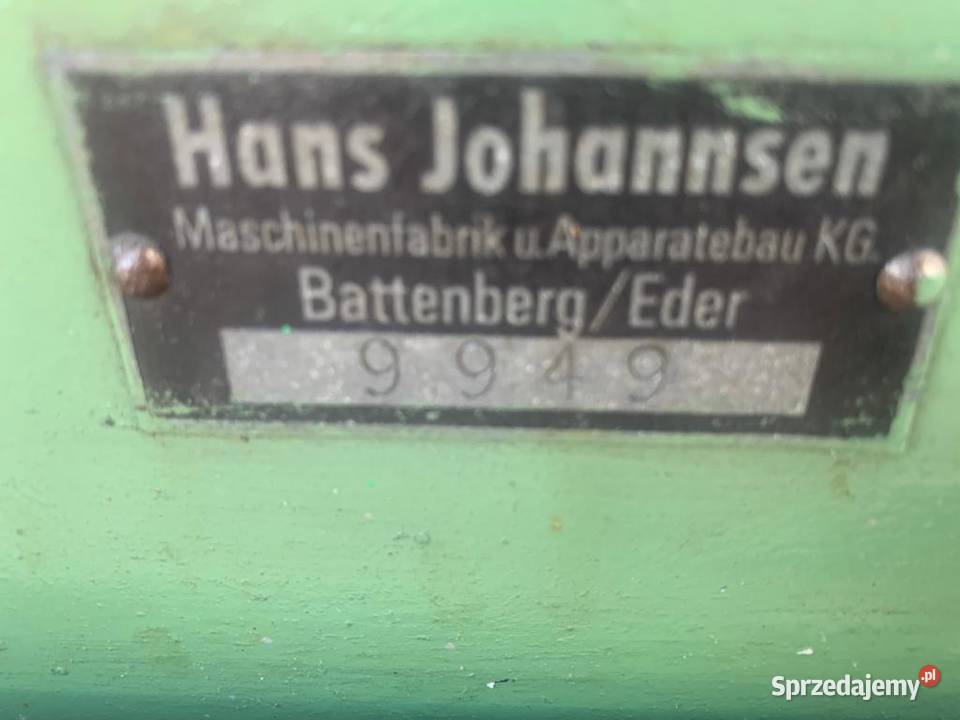 Hans Johannsen
Maschinenfabrik u. Apparatebau KG.
Battenberg/Eder
9949
Sprzedajemy.pl